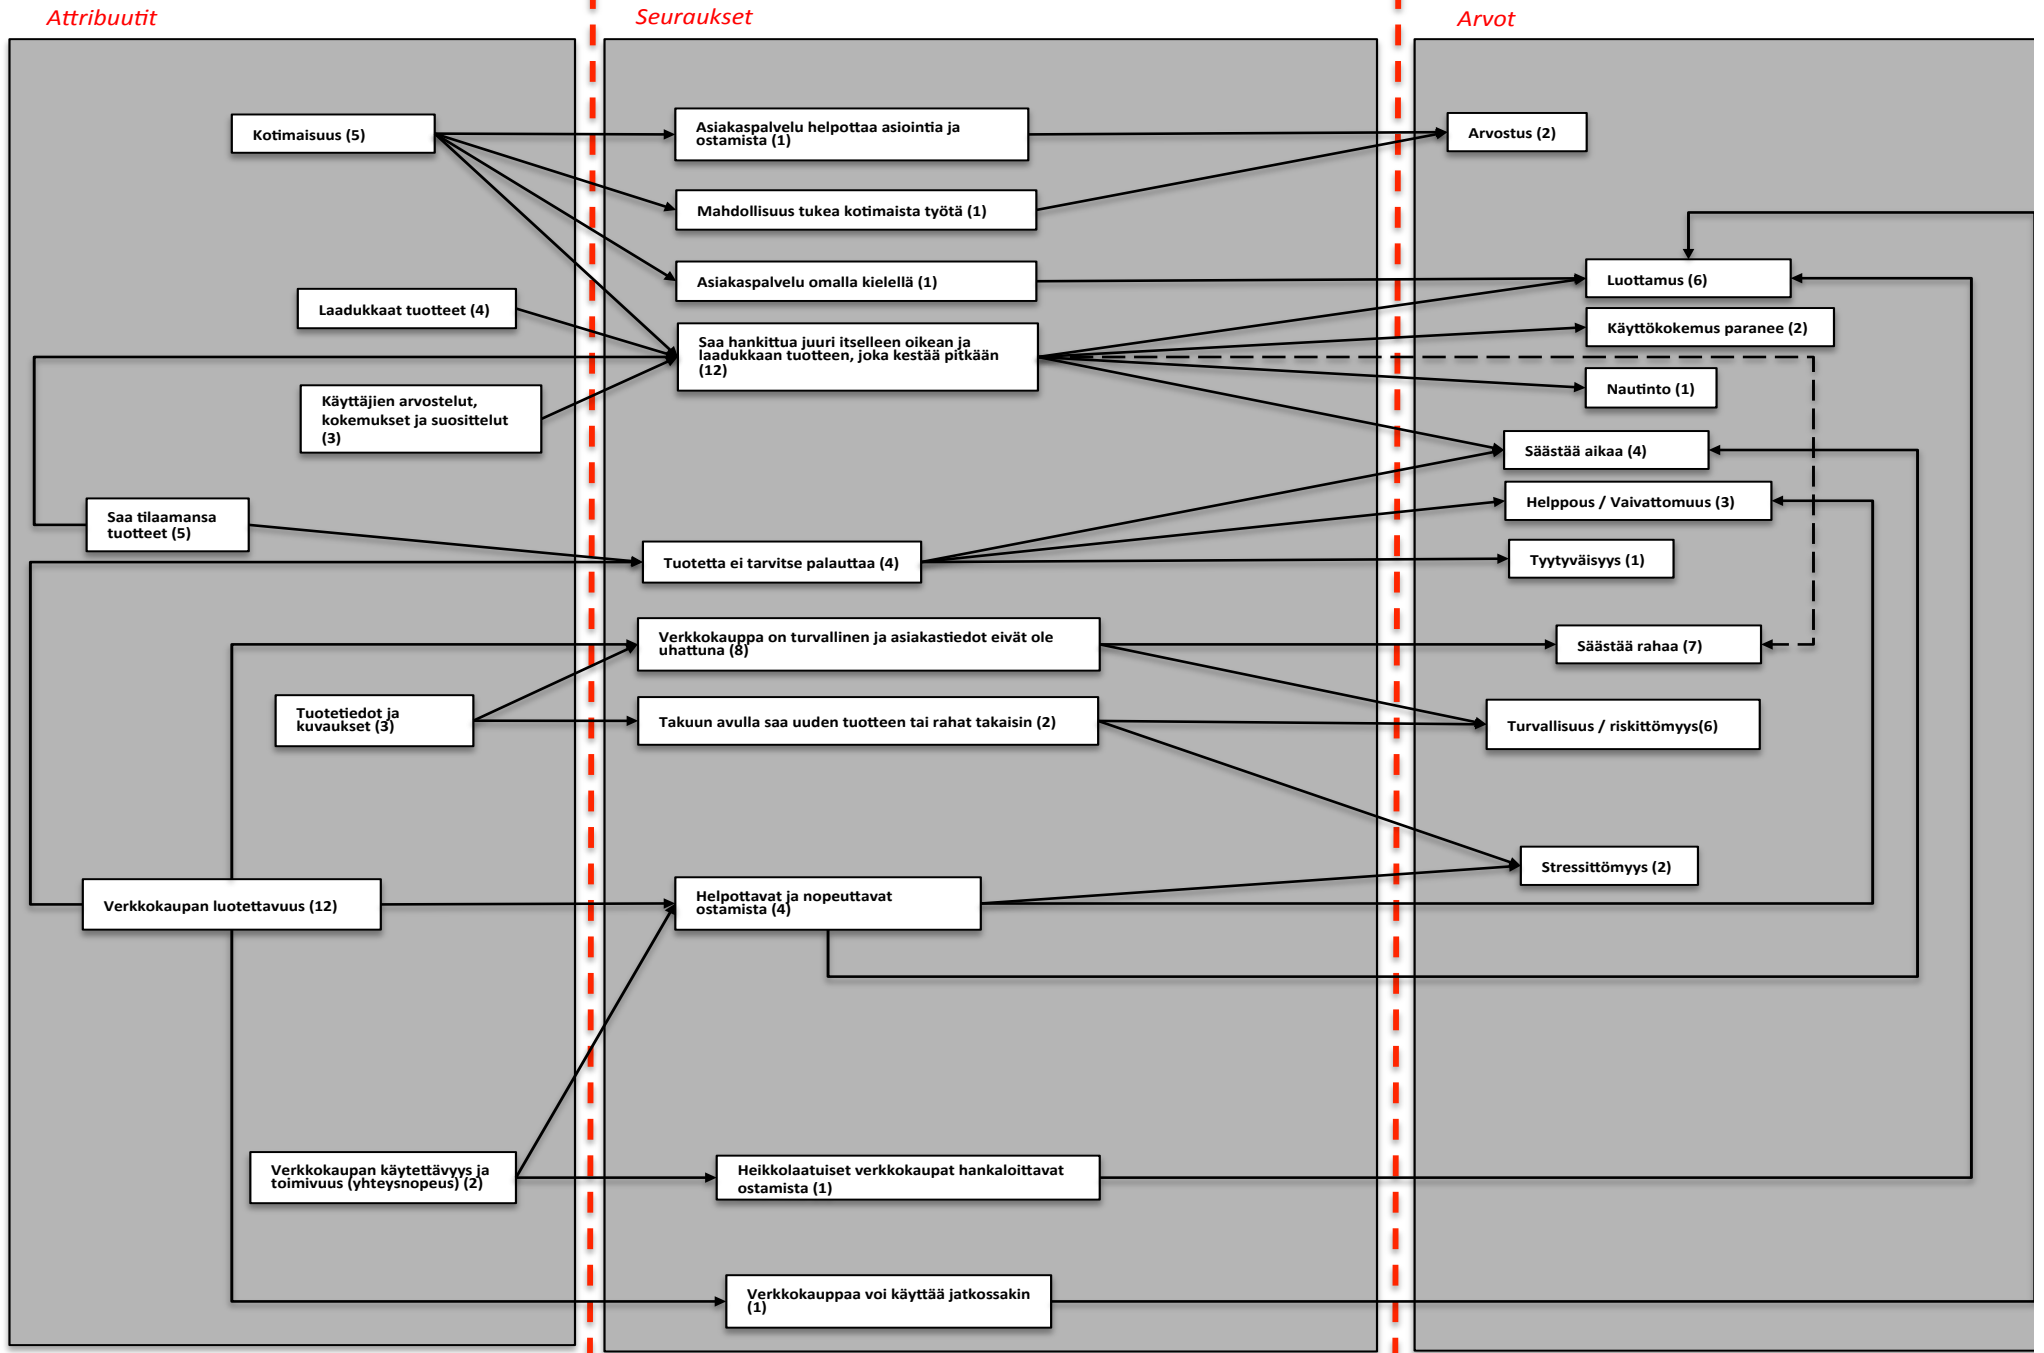 Attribuutit
Seuraukset
Arvot
Kotimaisuus (5)
Laadukkaat tuotteet (4)
Käyttäjien arvostelut,
kokemukset ja suosittelut
(3)
Saa tilaamansa
tuotteet (5)
Tuotetiedot ja
kuvaukset (3)
Verkkokaupan luotettavuus (12)
Verkkokaupan käytettävyys ja
toimivuus (yhteysnopeus) (2)
Asiakaspalvelu helpottaa asiointia ja
ostamista (1)
Mahdollisuus tukea kotimaista työtä (1)
Asiakaspalvelu omalla kielellä (1)
Saa hankittua juuri itselleen oikean ja
laadukkaan tuotteen, joka kestää pitkään
(12)
Tuotetta ei tarvitse palauttaa (4)
Verkkokauppa on turvallinen ja asiakastiedot eivät ole
uhattuna (8)
Takuun avulla saa uuden tuotteen tai rahat takaisin (2)
Helpottavat ja nopeuttavat
ostamista (4)
Heikkolaatuiset verkkokaupat hankaloittavat
ostamista (1)
Verkkokauppaa voi käyttää jatkossakin
(1)
Arvostus (2)
Luottamus (6)
Käyttökokemus paranee (2)
Nautinto (1)
Säästää aikaa (4)
Helppous / Vaivattomuus (3)
Tyytyväisyys (1)
Säästää rahaa (7)
Turvallisuus / riskittömyys(6)
Stressittömyys (2)